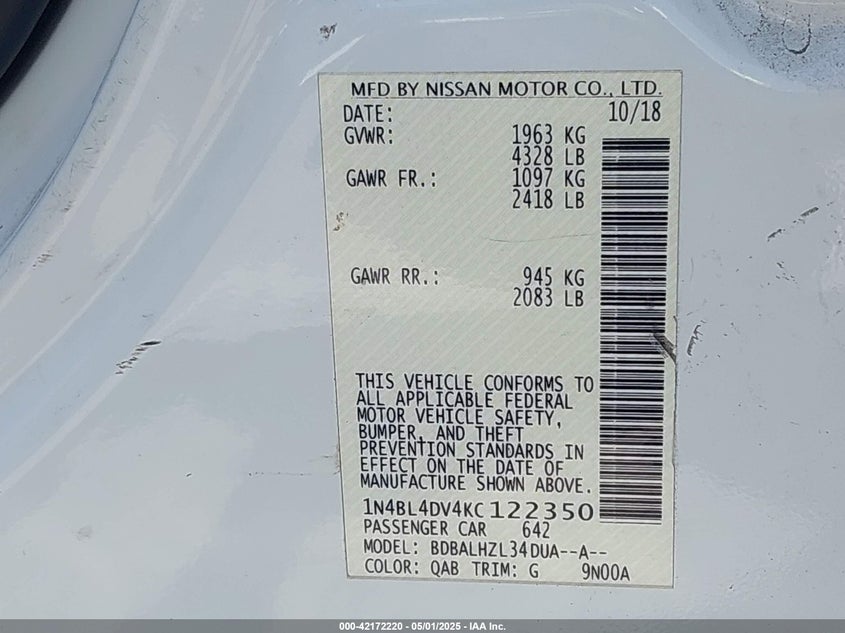 MFD BY NISSAN MOTOR CO., LTD.
DATE: 10/18
GVWR: 1963 KG
4328 LB
GAWR FR.: 1097 KG
2418 LB
GAWR RR.: 945 KG
2083 LB
THIS VEHICLE CONFORMS TO
ALL APPLICABLE FEDERAL
MOTOR VEHICLE SAFETY,
BUMPER, AND THEFT
PREVENTION STANDARDS IN
EFFECT ON THE DATE OF
MANUFACTURE SHOWN ABOVE.
1N4BL4DV4KC122350
PASSENGER CAR 642
MODEL: BDBALHZL34DUA--A--
COLOR: QAB TRIM: G 9N00A
000-42172220 - 05/01/2025 - IAA Inc.